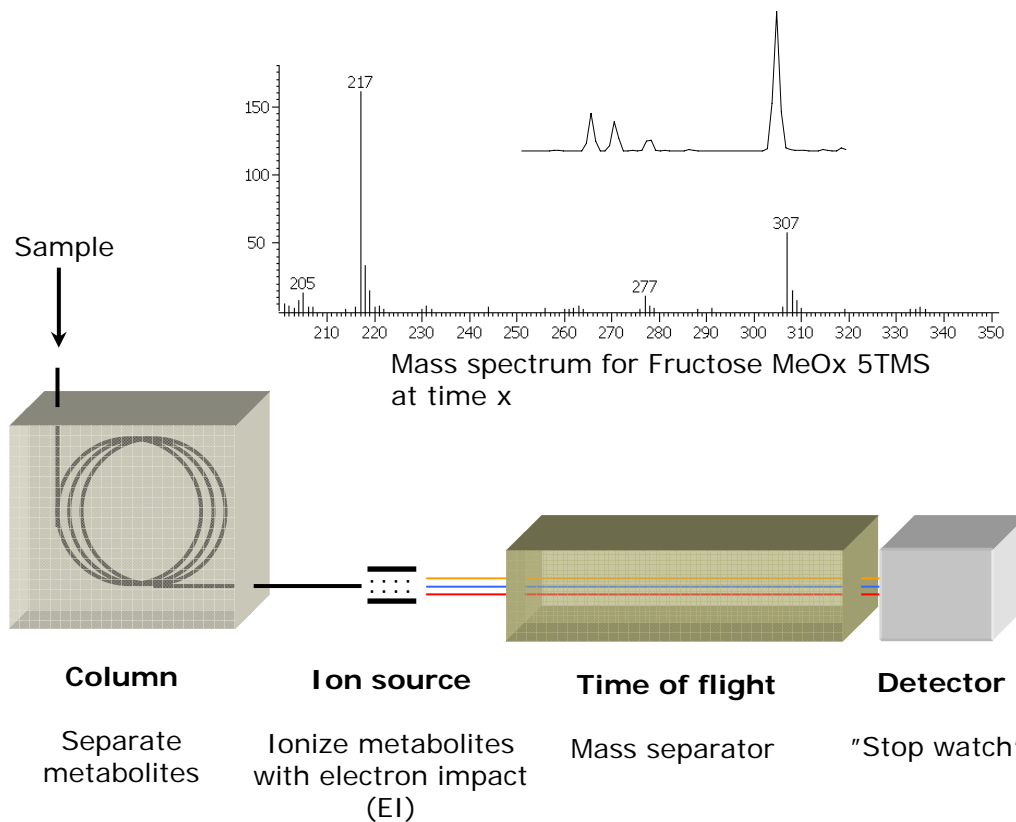 217
150
100
50
205
277
307
210 220 230 240 250 260 270 280 290 300 310 320 330 340 350
Mass spectrum for Fructose MeOx 5TMS
at time x
Sample
Column
Separate
metabolites
Ion source
Ionize metabolites
with electron impact
(EI)
Time of flight
Mass separator
Detector
"Stop watch"